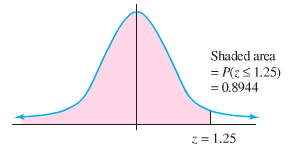 Shaded area
= P(z ≤ 1.25)
= 0.8944
z = 1.25